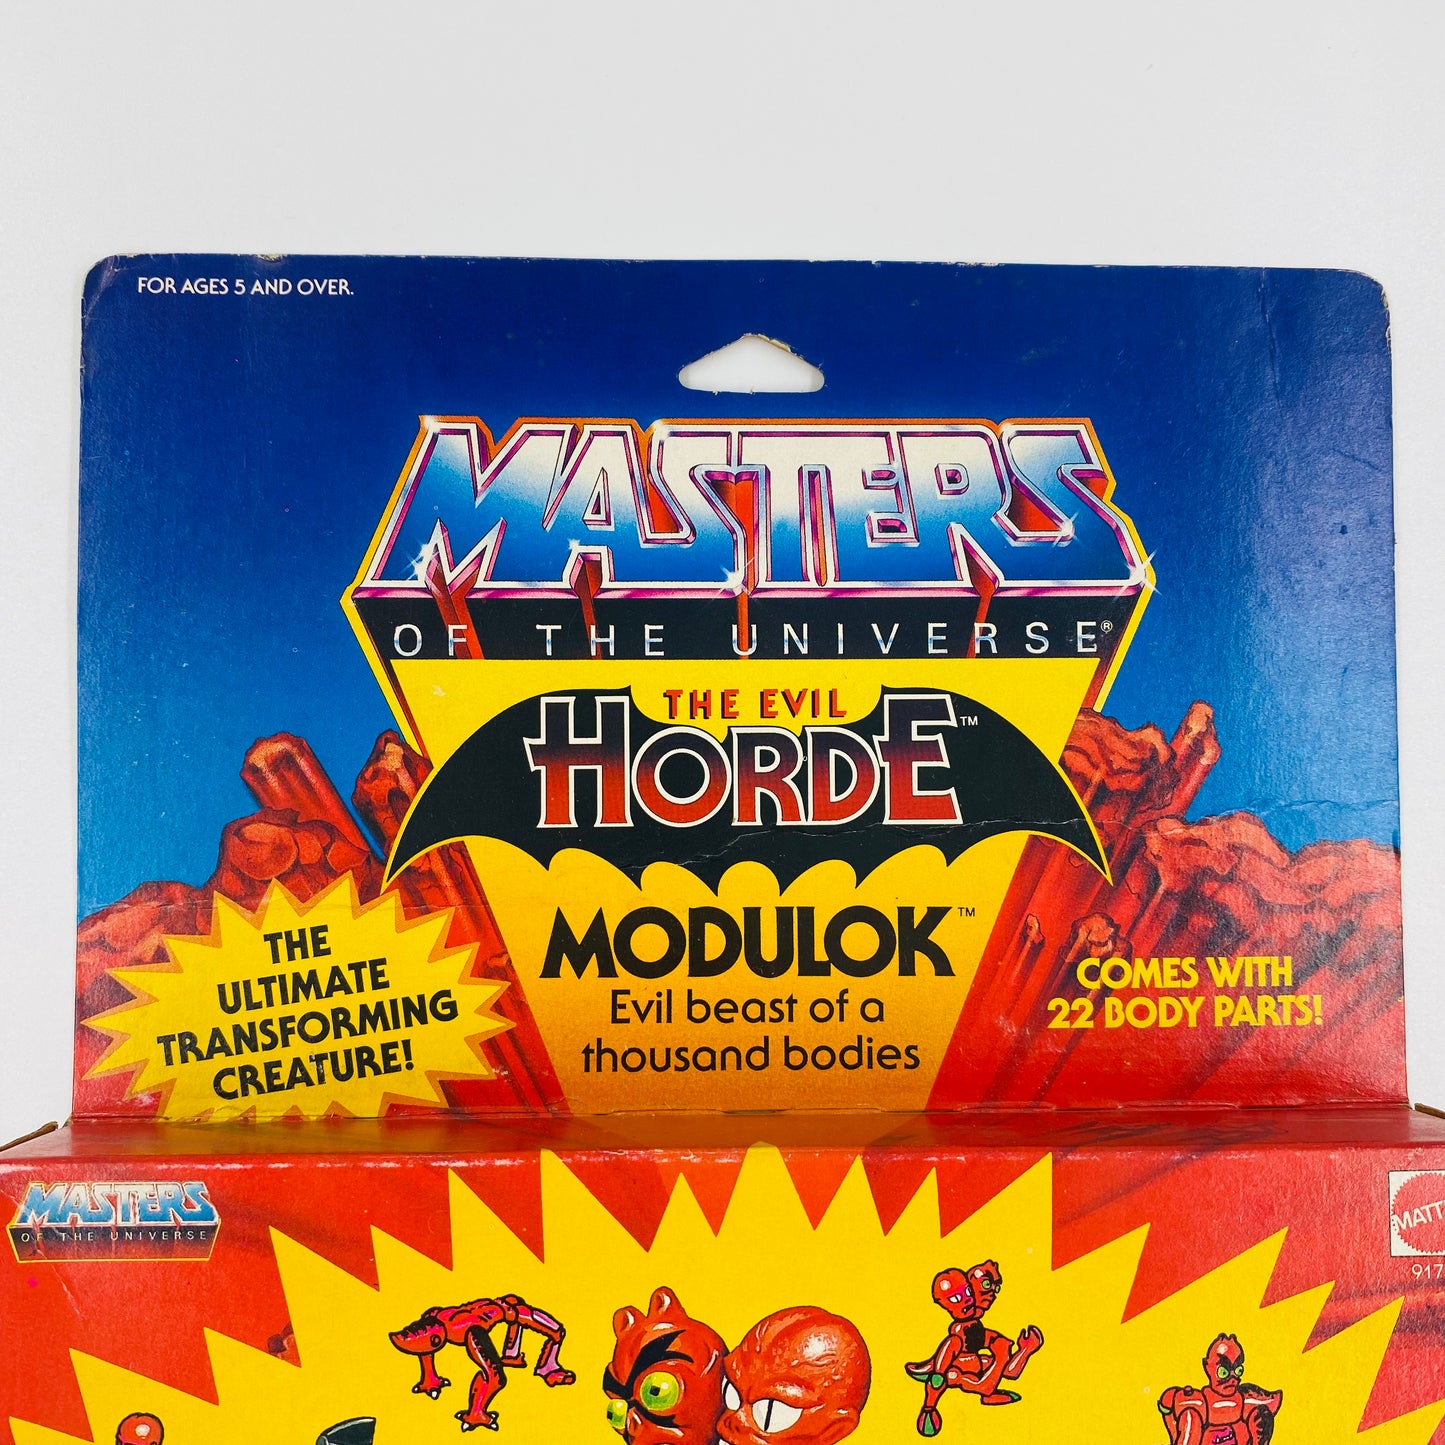 FOR AGES 5 AND OVER.
MASTERS
OF THE UNIVERSE®
THE EVIL
HORDE™
MODULOK™
Evil beast of a
thousand bodies
THE
ULTIMATE
TRANSFORMING
CREATURE!
COMES WITH
22 BODY PARTS!
MASTERS
OF THE UNIVERSE